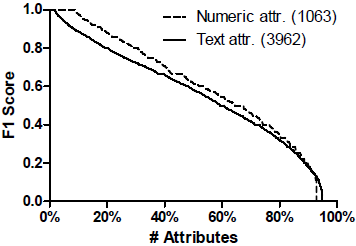 1.0
Numeric attr. (1063)
Text attr. (3962)
0.8
0.6
0.4
0.2
0.0
F1 Score
0% 20% 40% 60% 80% 100%
# Attributes